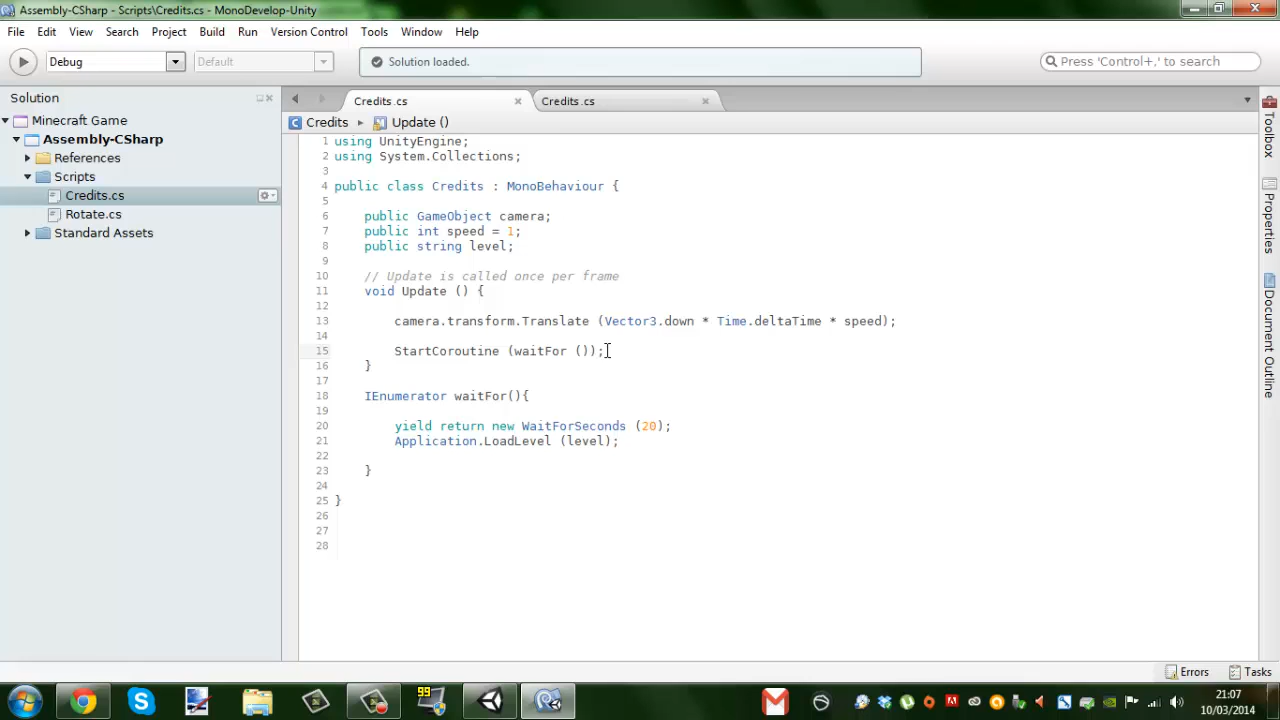 Assembly-CSharp - Scripts\Credits.cs - MonoDevelop-Unity
File Edit View Search Project Build Run Version Control Tools Window Help
Debug Default Solution loaded. Press 'Control+,' to search
Solution
Credits.cs Credits.cs
Credits Update ()
Minecraft Game
Assembly-CSharp
References
Scripts
Credits.cs
Rotate.cs
Standard Assets
1 using UnityEngine;
2 using System.Collections;
3
4 public class Credits : MonoBehaviour {
5
6 public GameObject camera;
7 public int speed = 1;
8 public string level;
9
10 // Update is called once per frame
11 void Update () {
12
13 camera.transform.Translate (Vector3.down * Time.deltaTime * speed);
14
15 StartCoroutine (waitFor ());
16 }
17
18 IEnumerator waitFor(){
19
20 yield return new WaitForSeconds (20);
21 Application.LoadLevel (level);
22
23 }
24
25 }
26
27
28
Toolbox
Properties
Document Outline
Errors Tasks
99
21:07
10/03/2014